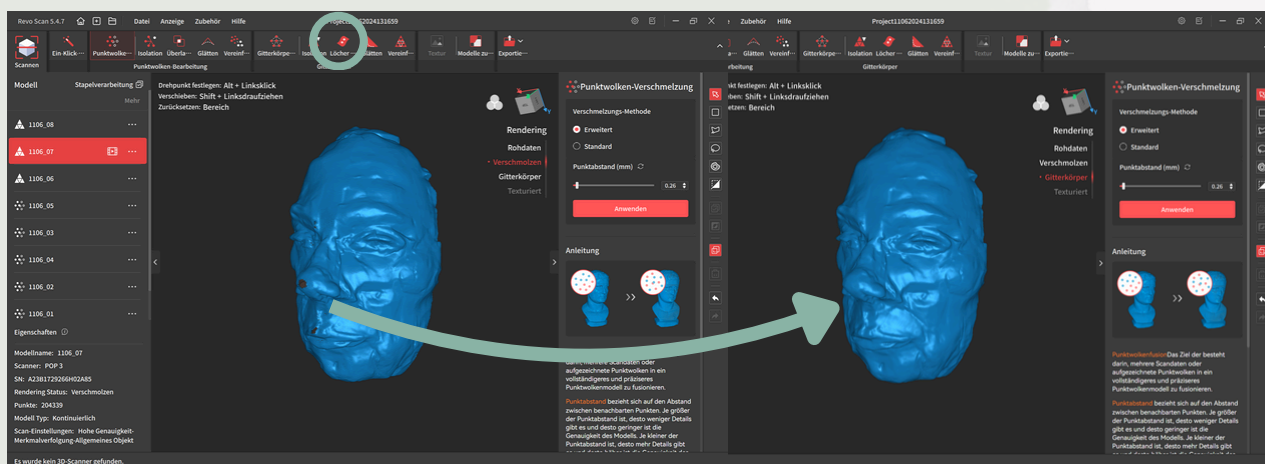 Revo Scan 5.4.7
Datei
Anzeige
Zubehör
Hilfe
Project11062024131659
Scannen
Ein-Klick···
Punktwolke···
Isolation
Überla···
Glätten
Vereinf···
Punktwolken-Bearbeitung
Gitterkörpe···
Löcher···
Glätten
Vereinf···
Textur
Modelle zu···
Exportie···
Modell
Stapelverarbeitung
Mehr
1106_08
1106_07
1106_06
1106_05
1106_03
1106_04
1106_02
1106_01
Eigenschaften
Modellname: 1106_07
Scanner: POP 3
SN: A23B1729266H02A85
Rendering Status: Verschmolzen
Punkte: 204339
Modell Typ: Kontinuierlich
Scan-Einstellungen: Hohe Genauigkeit-
Merkmalverfolgung-Allgemeines Objekt
Es wurde kein 3D-Scanner gefunden.
Drehpunkt festlegen: Alt + Linksklick
Verschieben: Shift + Linksdraufziehen
Zurücksetzen: Bereich
Rendering
Rohdaten
Verschmolzen
Gitterkörper
Texturiert
Punktwolken-Verschmelzung
Verschmelzungs-Methode
Erweitert
Standard
Punktabstand (mm)
0.26
Anwenden
Anleitung
darin, mehrere Scandaten oder
aufgezeichnete Punktwolken in ein
vollständigeres und präziseres
Punktwolkenmodell zu fusionieren.
Punktabstand bezieht sich auf den Abstand
zwischen benachbarten Punkten. Je größer
der Punktabstand ist, desto weniger Details
gibt es und desto geringer ist die
Genauigkeit des Modells. Je kleiner der
Punktabstand ist, desto mehr Details gibt
Zubehör
Hilfe
Project11062024131659
Gitterkörpe···
Isolation
Löcher···
Glätten
Vereinf···
Textur
Modelle zu···
Exportie···
rbeitung
Gitterkörper
nkt festlegen: Alt + Linksklick
ieben: Shift + Linksdraufziehen
etzen: Bereich
Rendering
Rohdaten
Verschmolzen
Gitterkörper
Texturiert
Punktwolken-Verschmelzung
Verschmelzungs-Methode
Erweitert
Standard
Punktabstand (mm)
0.26
Anwenden
Anleitung
PunktwolkenfusionDas Ziel der besteht
darin, mehrere Scandaten oder
aufgezeichnete Punktwolken in ein
vollständigeres und präziseres
Punktwolkenmodell zu fusionieren.
Punktabstand bezieht sich auf den Abstand
zwischen benachbarten Punkten. Je größer
der Punktabstand ist, desto weniger Details
gibt es und desto geringer ist die
Genauigkeit des Modells. Je kleiner der
Punktabstand ist, desto mehr Details gibt